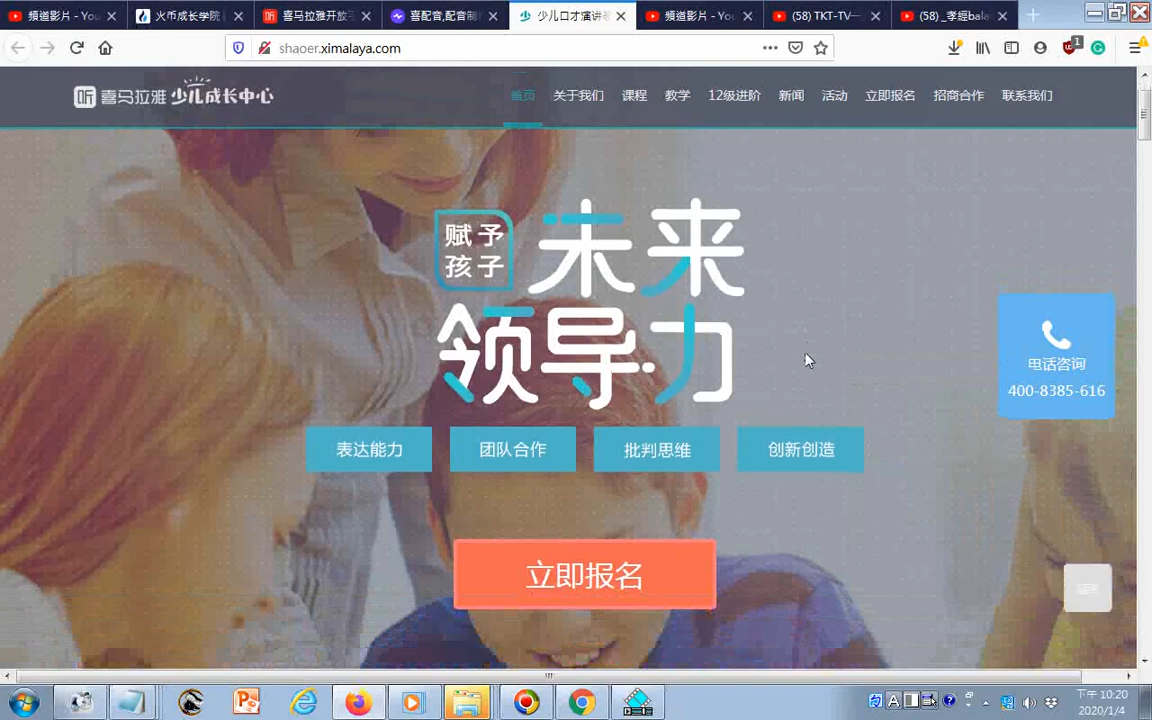 頻道影片 - You
火币成长学院
喜马拉雅开放
喜配音,配音制
少儿口才演讲
頻道影片 - You
(58) TKT-TV一
(58) _李經bala
shaoer.ximalaya.com
1
听 喜马拉雅 少儿成长中心
首页 关于我们 课程 教学 12级进阶 新闻 活动 立即报名 招商合作 联系我们
赋予
孩子
未来
领导力
电话咨询
400-8385-616
表达能力 团队合作 批判思维 创新创造
立即报名
下午 10:20
2020/1/4